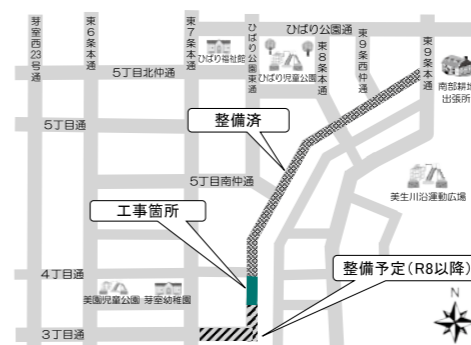 芽室西23号通
東6条本通
東7条本通
ひばり公園東通
東8条本通
東9条西仲通
東9条本通
ひばり公園通
ひばり福祉館
ひばり児童公園
5丁目北仲通
南部耕地
出張所
整備済
5丁目通
5丁目南仲通
美生川沿運動広場
工事箇所
4丁目通
整備予定(R8以降)
美園児童公園
芽室幼稚園
3丁目通
N